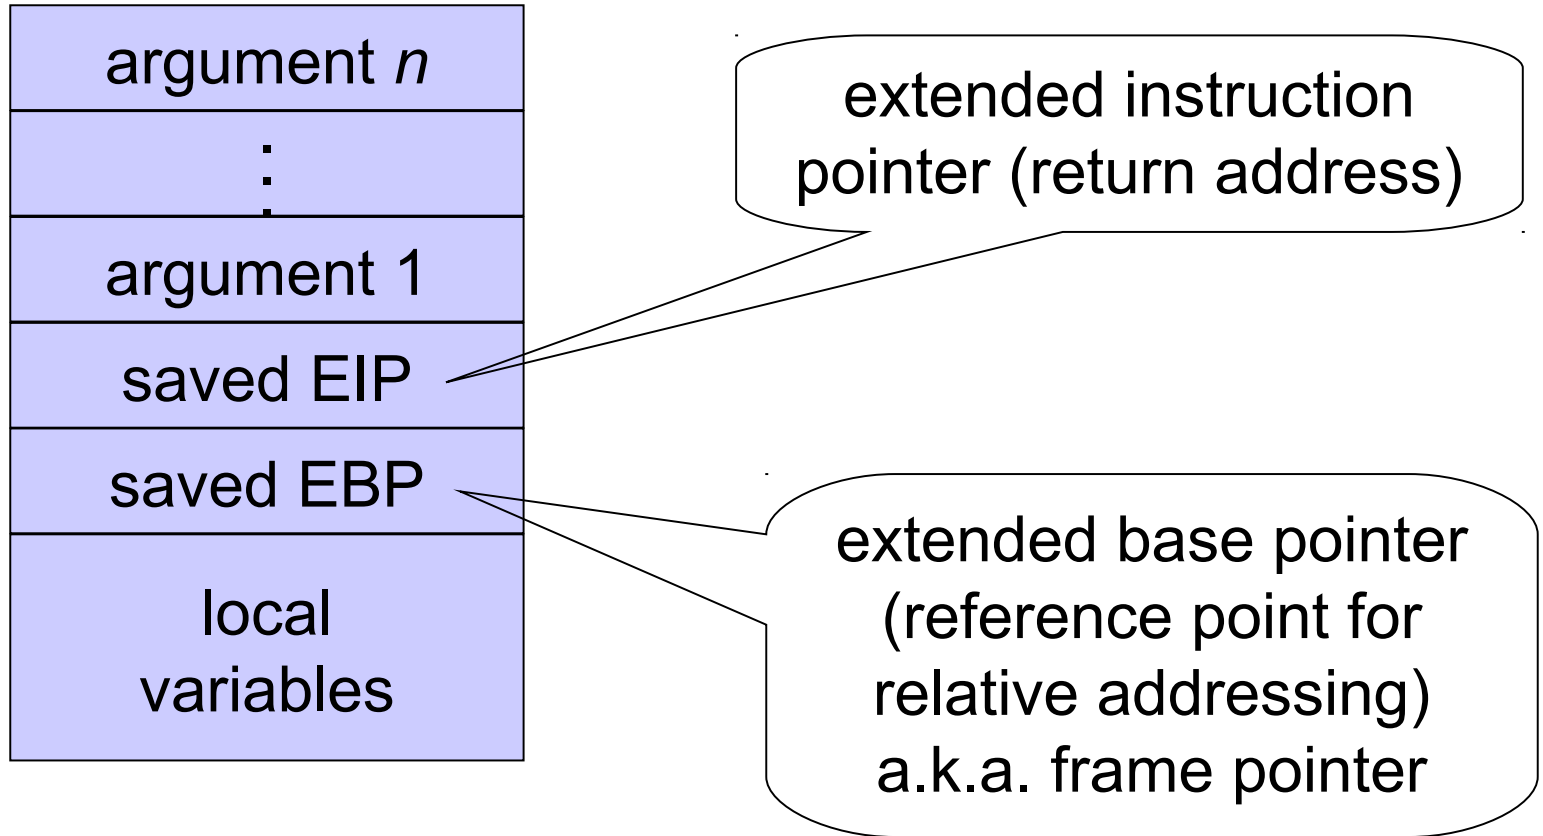 argument n
⋮
argument 1
saved EIP
saved EBP
local
variables
extended instruction
pointer (return address)
extended base pointer
(reference point for
relative addressing)
a.k.a. frame pointer